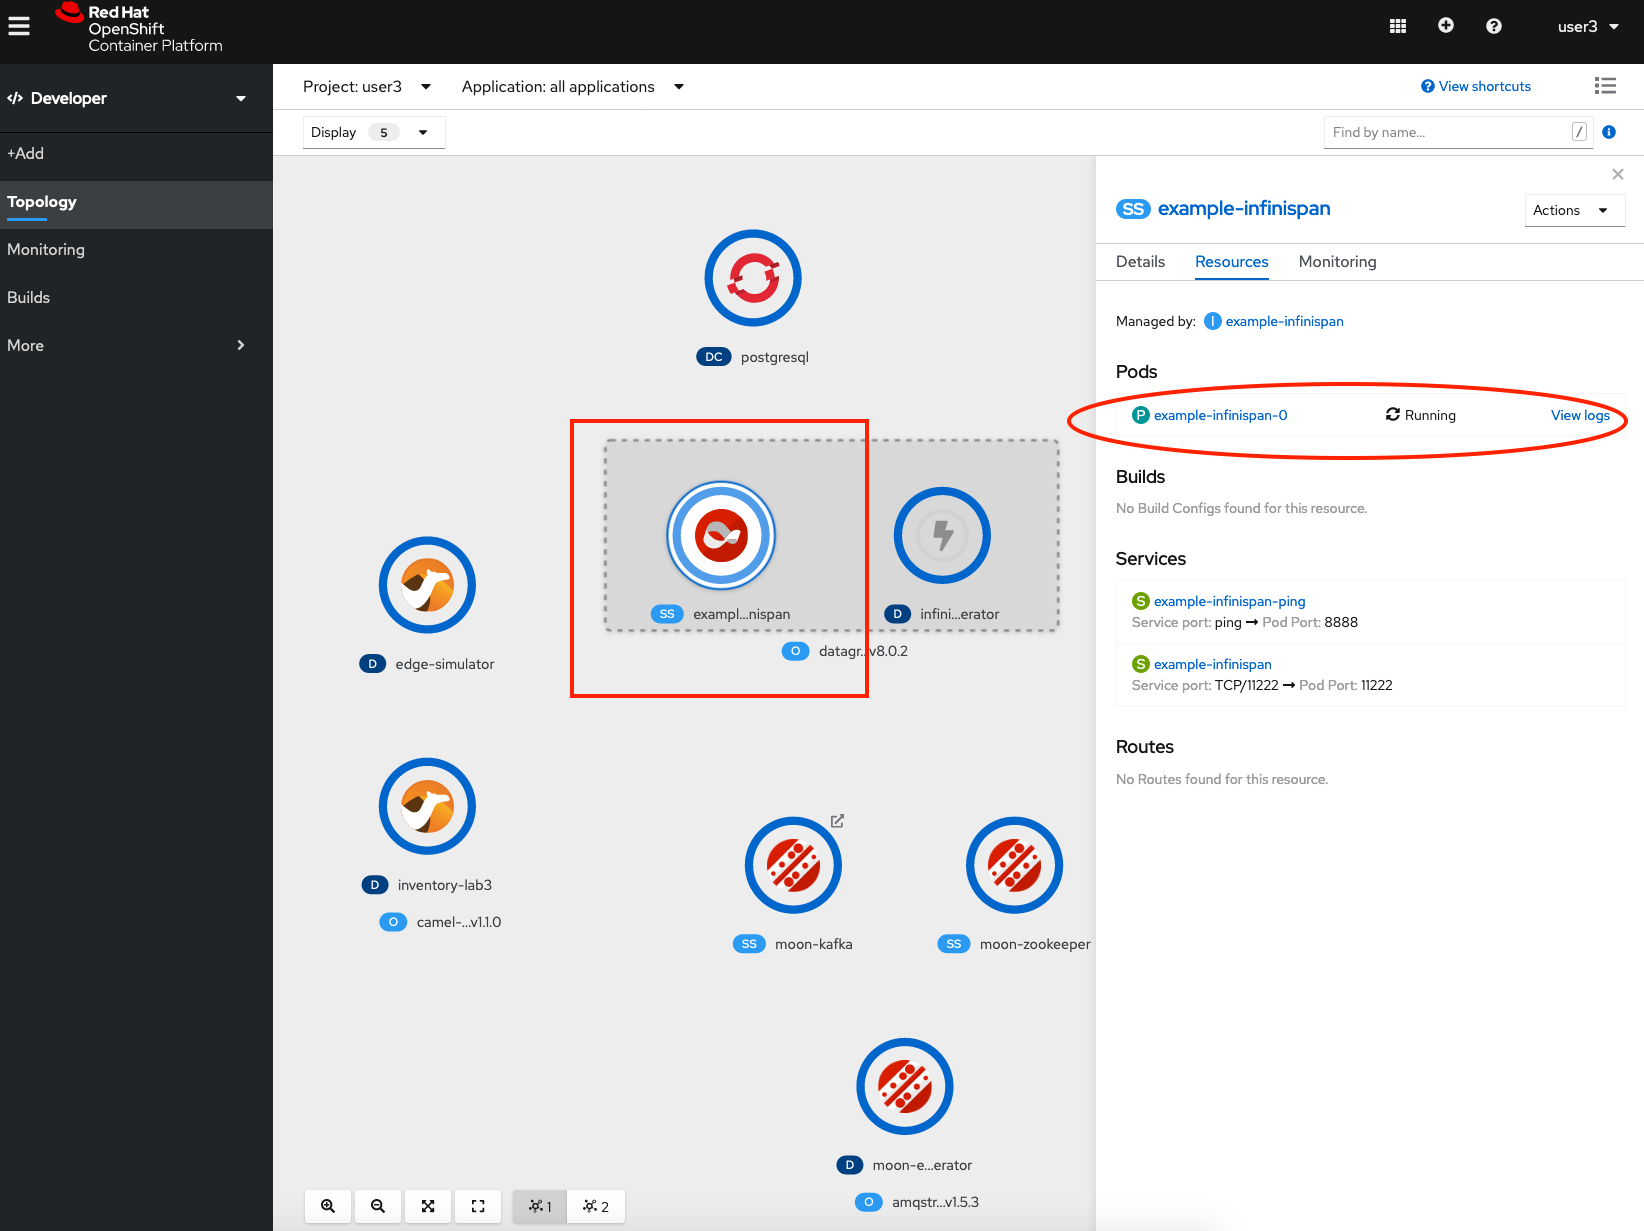 Red Hat
OpenShift
Container Platform
user3
Developer
+Add
Topology
Monitoring
Builds
More
Project: user3
Application: all applications
View shortcuts
Display 5
Find by name...
/
DC postgresql
SS exampl...nispan
D infini...erator
O datagr...v8.0.2
D edge-simulator
D inventory-lab3
O camel-...v1.1.0
SS moon-kafka
SS moon-zookeeper
D moon-e...erator
O amqstr...v1.5.3
1
2
SS example-infinispan
Actions
Details
Resources
Monitoring
Managed by: I example-infinispan
Pods
P example-infinispan-0 Running View logs
Builds
No Build Configs found for this resource.
Services
S example-infinispan-ping
Service port: ping → Pod Port: 8888
S example-infinispan
Service port: TCP/11222 → Pod Port: 11222
Routes
No Routes found for this resource.